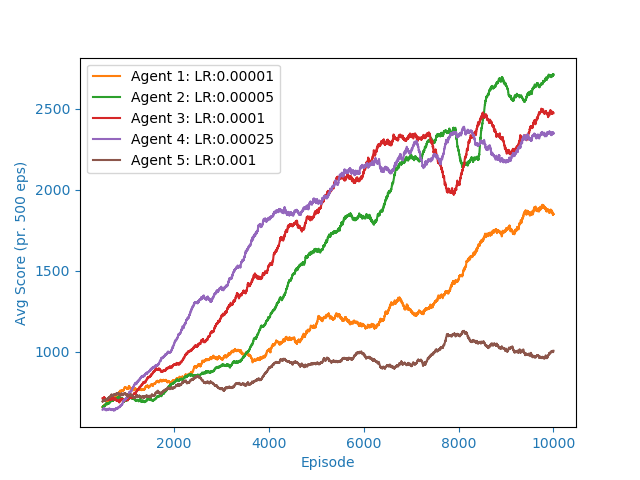 Agent 1: LR:0.00001
Agent 2: LR:0.00005
Agent 3: LR:0.0001
Agent 4: LR:0.00025
Agent 5: LR:0.001
2500
2000
1500
1000
Avg Score (pr. 500 eps)
2000 4000 6000 8000 10000
Episode